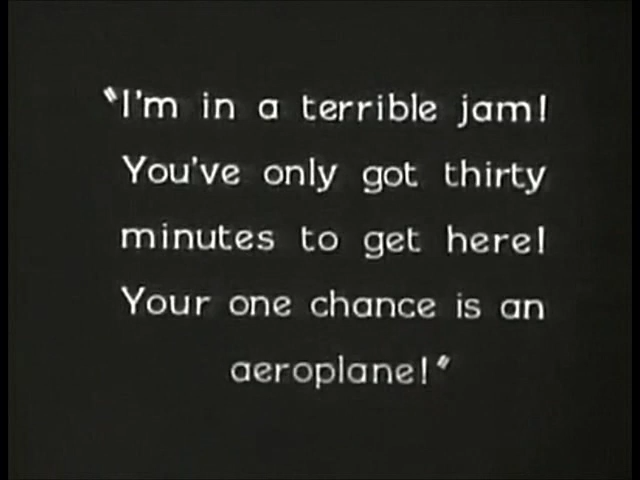 "I'm in a terrible jam!
You've only got thirty
minutes to get here!
Your one chance is an
aeroplane!"